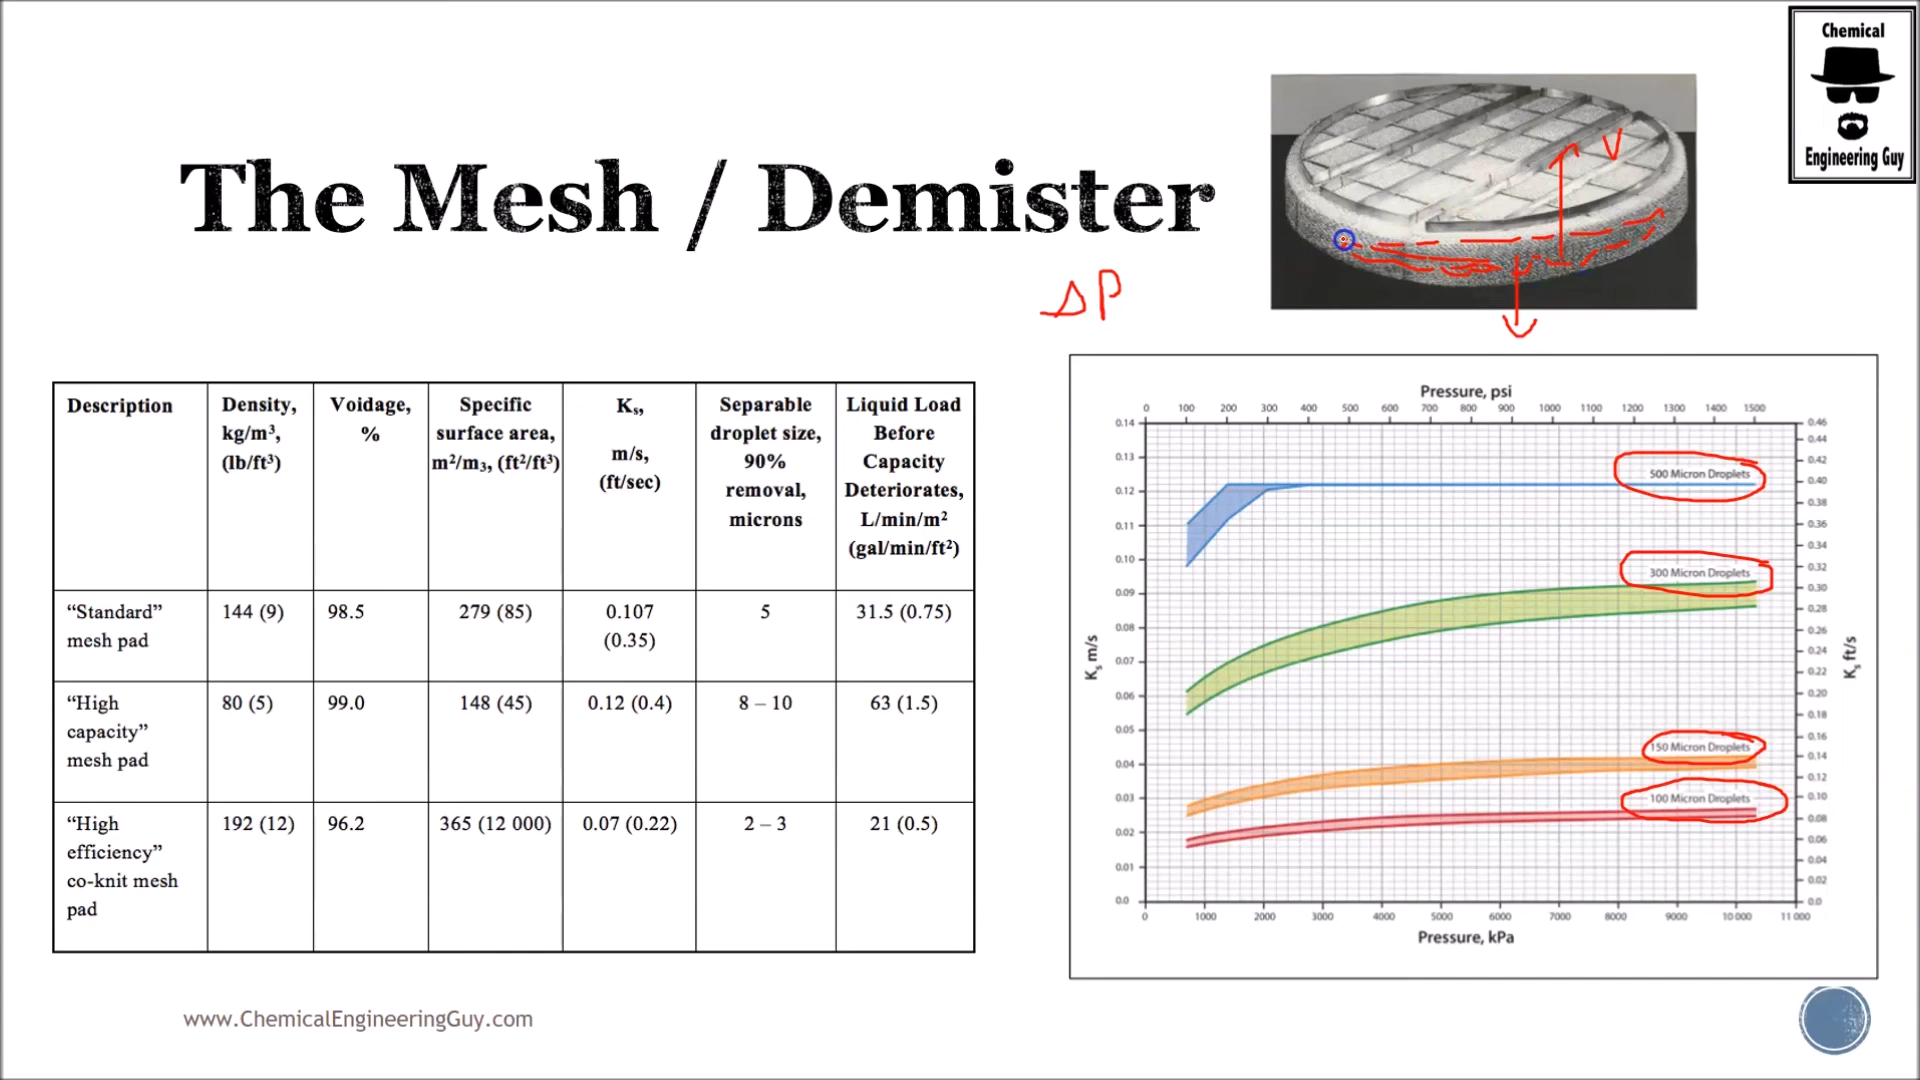 Chemical
Engineering Guy
The Mesh / Demister
V
ΔP
Description
Density, kg/m³, (lb/ft³)
Voidage, %
Specific surface area, m²/m₃, (ft²/ft³)
Kₛ, m/s, (ft/sec)
Separable droplet size, 90% removal, microns
Liquid Load Before Capacity Deteriorates, L/min/m² (gal/min/ft²)
“Standard” mesh pad
144 (9)
98.5
279 (85)
0.107 (0.35)
5
31.5 (0.75)
“High capacity” mesh pad
80 (5)
99.0
148 (45)
0.12 (0.4)
8 – 10
63 (1.5)
“High efficiency” co-knit mesh pad
192 (12)
96.2
365 (12 000)
0.07 (0.22)
2 – 3
21 (0.5)
Pressure, psi
0 100 200 300 400 500 600 700 800 900 1000 1100 1200 1300 1400 1500
0.14
0.13
0.12
0.11
0.10
0.09
0.08
0.07
0.06
0.05
0.04
0.03
0.02
0.01
0.0
Kₛ m/s
500 Micron Droplets
300 Micron Droplets
150 Micron Droplets
100 Micron Droplets
0.46
0.44
0.42
0.40
0.38
0.36
0.34
0.32
0.30
0.28
0.26
0.24
0.22
0.20
0.18
0.16
0.14
0.12
0.10
0.08
0.06
0.04
0.02
0.0
Kₛ ft/s
0 1000 2000 3000 4000 5000 6000 7000 8000 9000 10 000 11 000
Pressure, kPa
www.ChemicalEngineeringGuy.com